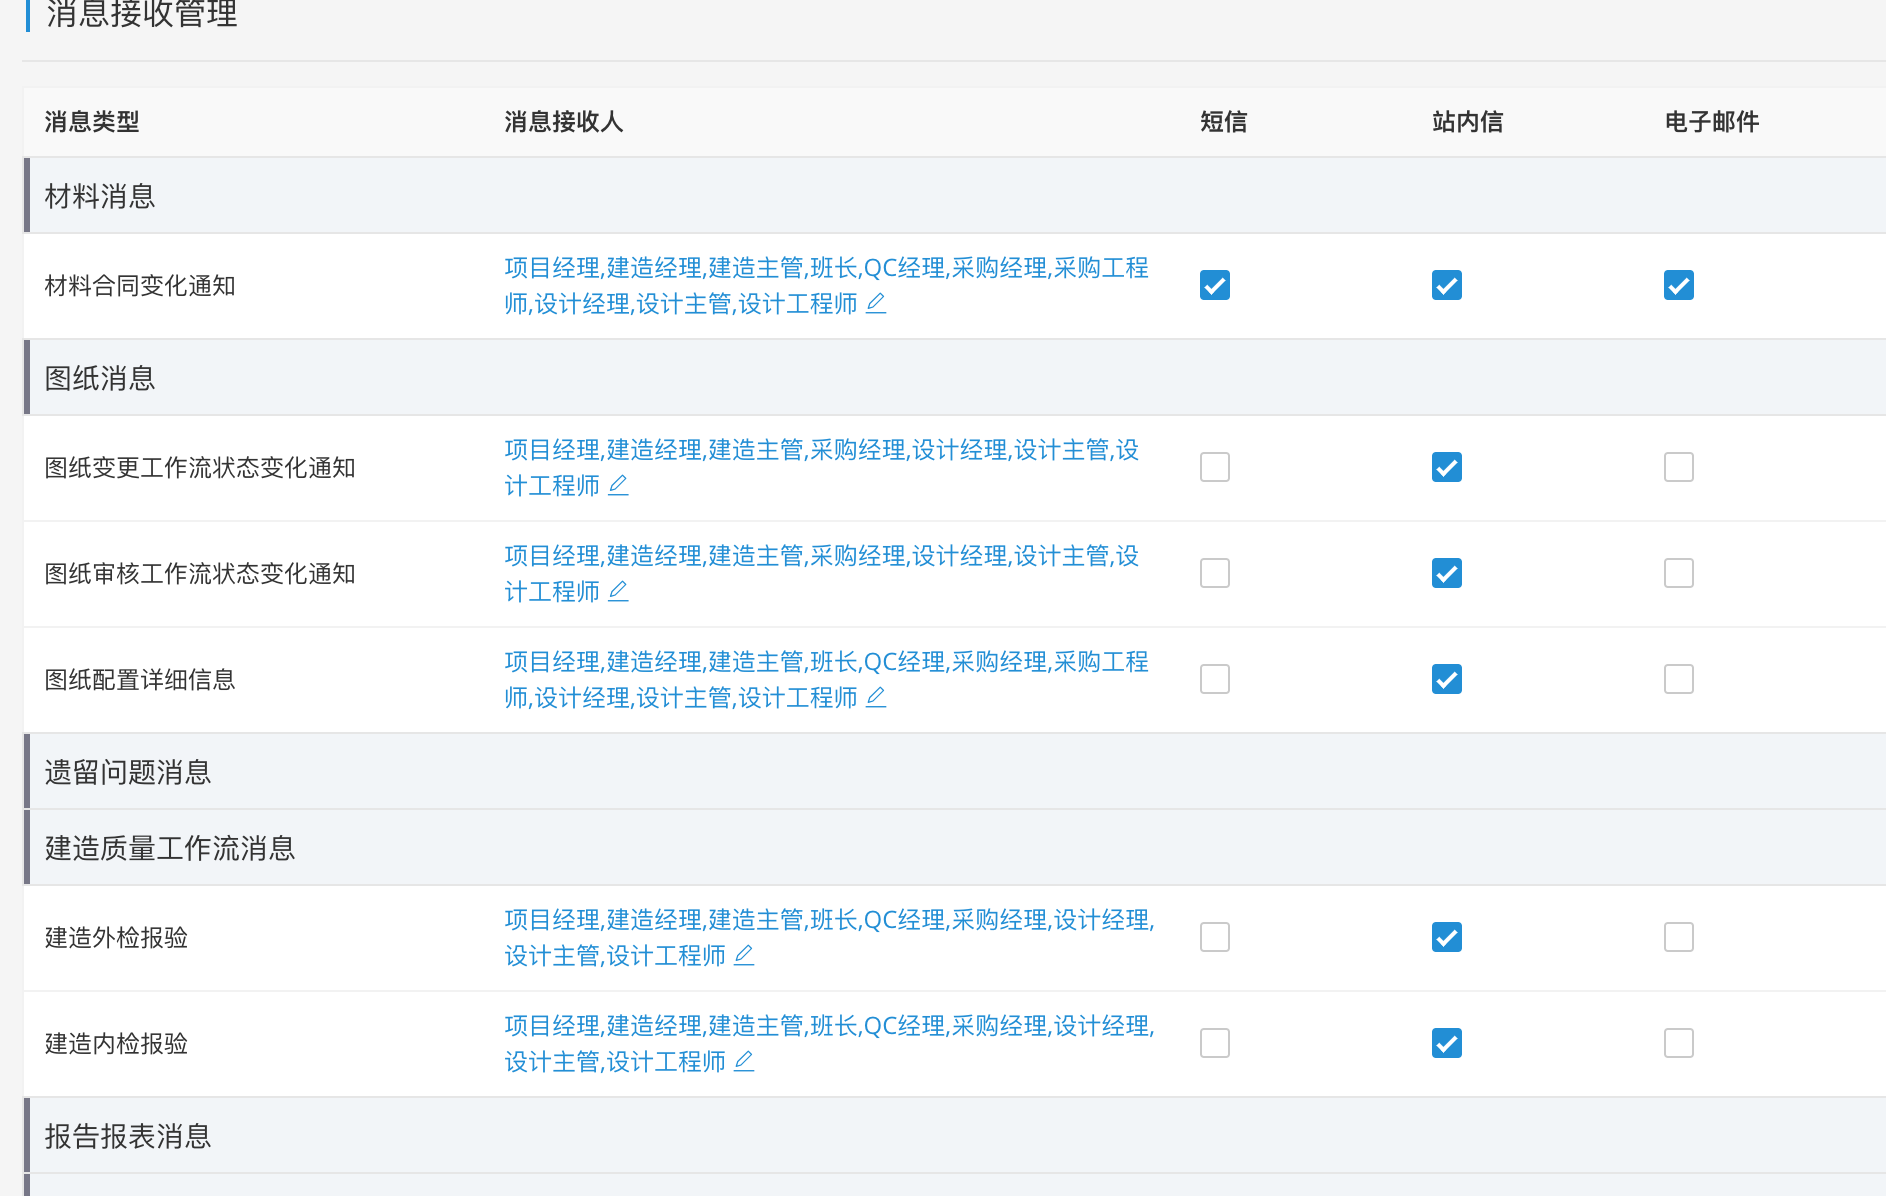 消息接收管理
消息类型 消息接收人 短信 站内信 电子邮件
材料消息
材料合同变化通知
项目经理,建造经理,建造主管,班长,QC经理,采购经理,采购工程
师,设计经理,设计主管,设计工程师
图纸消息
图纸变更工作流状态变化通知
项目经理,建造经理,建造主管,采购经理,设计经理,设计主管,设
计工程师
图纸审核工作流状态变化通知
项目经理,建造经理,建造主管,采购经理,设计经理,设计主管,设
计工程师
图纸配置详细信息
项目经理,建造经理,建造主管,班长,QC经理,采购经理,采购工程
师,设计经理,设计主管,设计工程师
遗留问题消息
建造质量工作流消息
建造外检报验
项目经理,建造经理,建造主管,班长,QC经理,采购经理,设计经理,
设计主管,设计工程师
建造内检报验
项目经理,建造经理,建造主管,班长,QC经理,采购经理,设计经理,
设计主管,设计工程师
报告报表消息